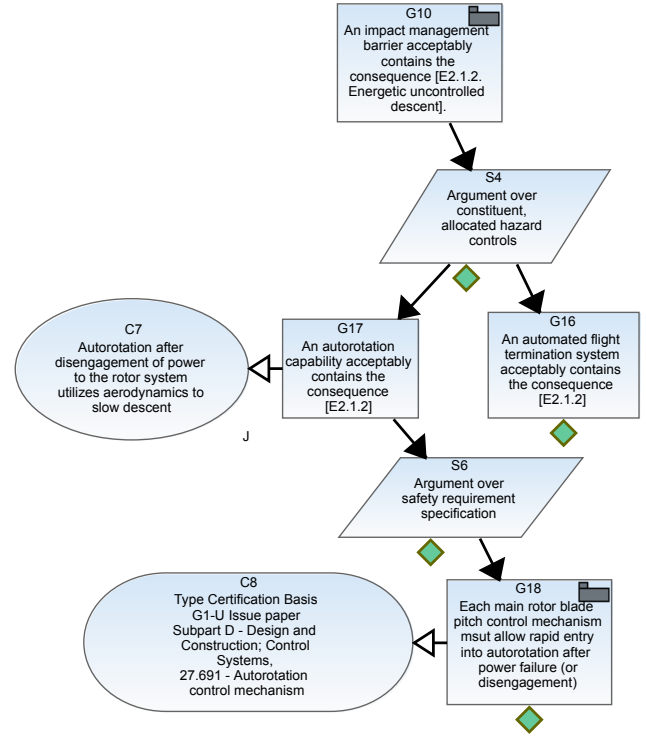 G10
An impact management
barrier acceptably
contains the
consequence [E2.1.2.
Energetic uncontrolled
descent].
S4
Argument over
constituent,
allocated hazard
controls
C7
Autorotation after
disengagement of power
to the rotor system
utilizes aerodynamics to
slow descent
J
G17
An autorotation
capability acceptably
contains the
consequence
[E2.1.2]
G16
An automated flight
termination system
acceptably contains
the consequence
[E2.1.2]
S6
Argument over
safety requirement
specification
C8
Type Certification Basis
G1-U Issue paper
Subpart D - Design and
Construction; Control
Systems,
27.691 - Autorotation
control mechanism
G18
Each main rotor blade
pitch control mechanism
msut allow rapid entry
into autorotation after
power failure (or
disengagement)